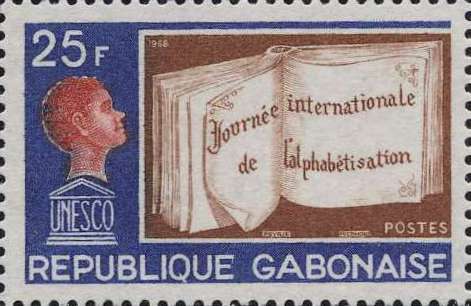 25F
1968
Journée internationale
de l'alphabétisation
UNESCO
POSTES
REPUBLIQUE GABONAISE